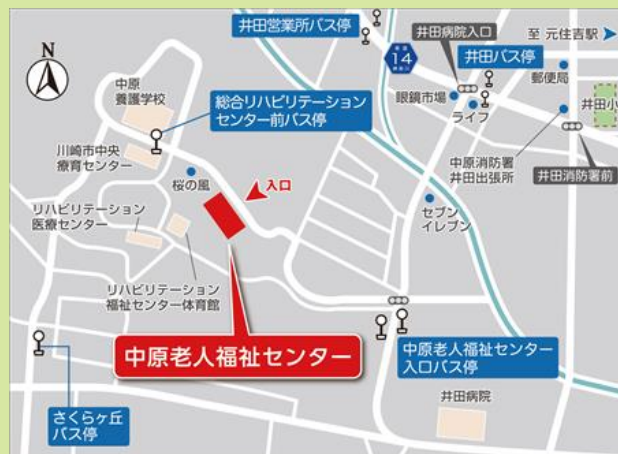 井田営業所バス停
県道
14
神奈川
井田病院入口
井田バス停
至 元住吉駅
郵便局
井田小
眼鏡市場
ライフ
中原消防署
井田出張所
井田消防署前
N
中原
養護学校
総合リハビリテーション
センター前バス停
川崎市中央
療育センター
桜の風
入口
リハビリテーション
医療センター
リハビリテーション
福祉センター体育館
セブン
イレブン
中原老人福祉センター
中原老人福祉センター
入口バス停
井田病院
さくらヶ丘
バス停